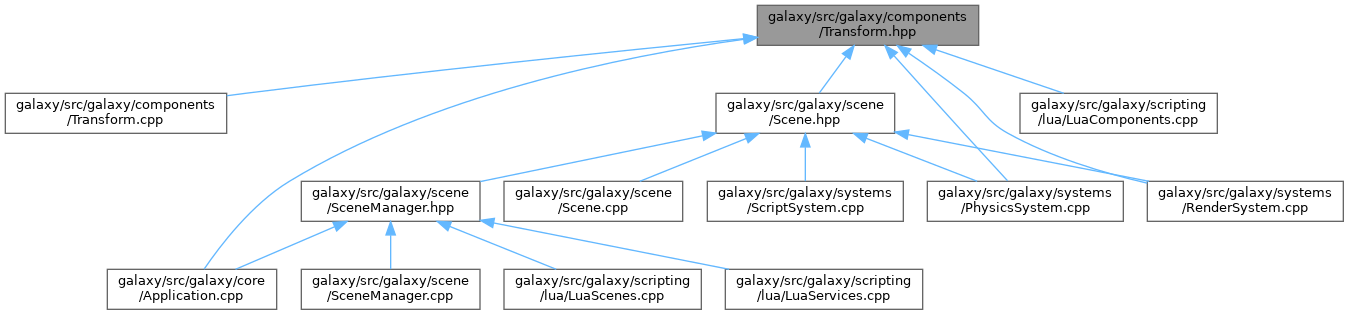 galaxy/src/galaxy/components
/Transform.hpp
galaxy/src/galaxy/components
/Transform.cpp
galaxy/src/galaxy/scene
/Scene.hpp
galaxy/src/galaxy/scripting
/lua/LuaComponents.cpp
galaxy/src/galaxy/scene
/SceneManager.hpp
galaxy/src/galaxy/scene
/Scene.cpp
galaxy/src/galaxy/systems
/ScriptSystem.cpp
galaxy/src/galaxy/systems
/PhysicsSystem.cpp
galaxy/src/galaxy/systems
/RenderSystem.cpp
galaxy/src/galaxy/core
/Application.cpp
galaxy/src/galaxy/scene
/SceneManager.cpp
galaxy/src/galaxy/scripting
/lua/LuaScenes.cpp
galaxy/src/galaxy/scripting
/lua/LuaServices.cpp